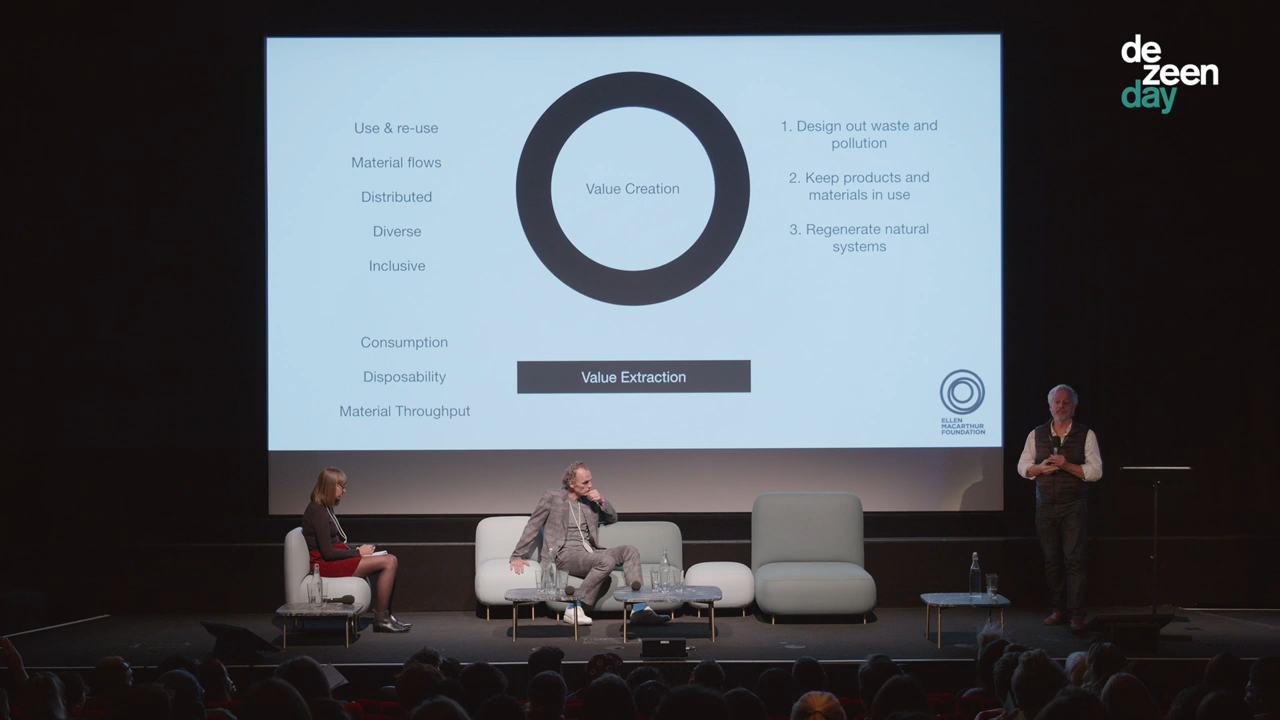 de
zeen
day
Use & re-use
Material flows
Distributed
Diverse
Inclusive
Consumption
Disposability
Material Throughput
Value Creation
Value Extraction
1. Design out waste and
pollution
2. Keep products and
materials in use
3. Regenerate natural
systems
ELLEN
MACARTHUR
FOUNDATION